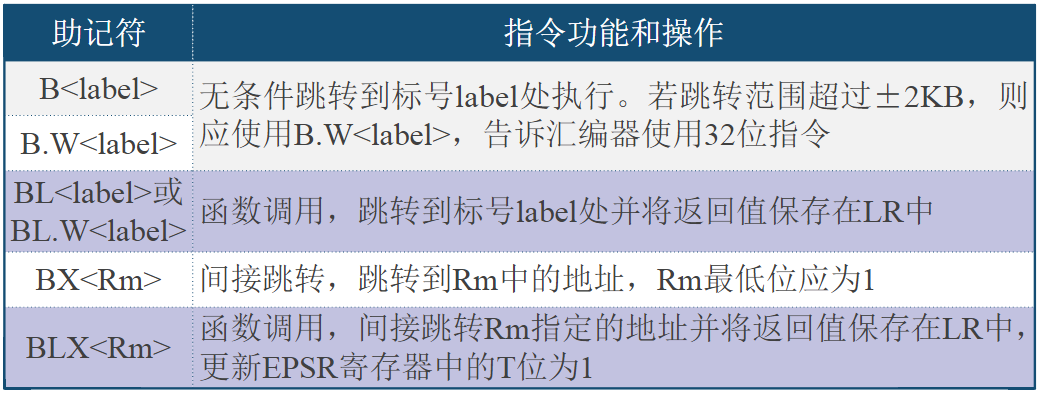 助记符
指令功能和操作
B<label>
B.W<label>
无条件跳转到标号label处执行。若跳转范围超过±2KB，则
应使用B.W<label>，告诉汇编器使用32位指令
BL<label>或
BL.W<label>
函数调用，跳转到标号label处并将返回值保存在LR中
BX<Rm>
间接跳转，跳转到Rm中的地址，Rm最低位应为1
BLX<Rm>
函数调用，间接跳转Rm指定的地址并将返回值保存在LR中，
更新EPSR寄存器中的T位为1